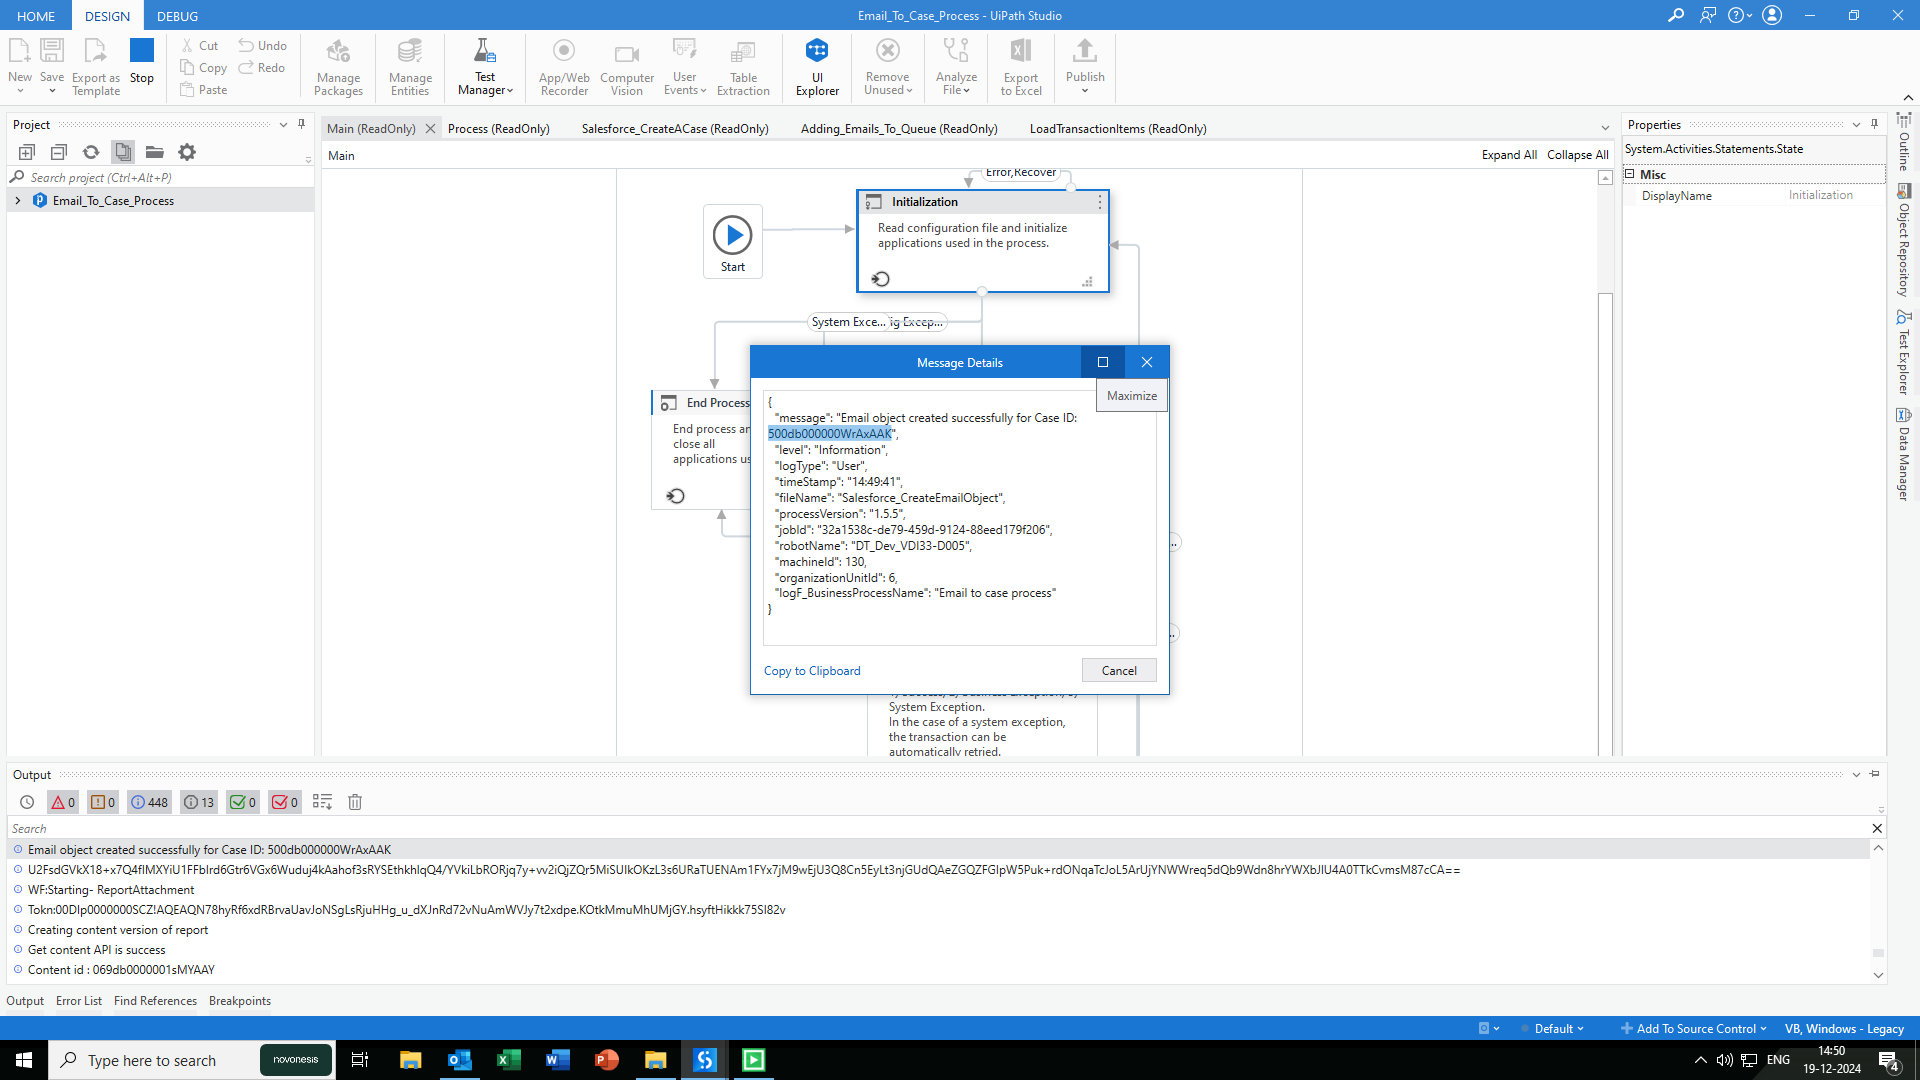 HOME
DESIGN
DEBUG
Email_To_Case_Process - UiPath Studio
New
Save
Export as
Template
Stop
Cut
Copy
Paste
Undo
Redo
Manage
Packages
Manage
Entities
Test
Manager
App/Web
Recorder
Computer
Vision
User
Events
Table
Extraction
UI
Explorer
Remove
Unused
Analyze
File
Export
to Excel
Publish
Project
Search project (Ctrl+Alt+P)
Email_To_Case_Process
Main (ReadOnly)
Process (ReadOnly)
Salesforce_CreateACase (ReadOnly)
Adding_Emails_To_Queue (ReadOnly)
LoadTransactionItems (ReadOnly)
Main
Expand All
Collapse All
Error,Recover
Start
Initialization
Read configuration file and initialize
applications used in the process.
System Exce...
ig Excep...
End Process
End process an
close all
applications us
Message Details
Maximize
{
"message": "Email object created successfully for Case ID:
500db000000WrAxAAK",
"level": "Information",
"logType": "User",
"timeStamp": "14:49:41",
"fileName": "Salesforce_CreateEmailObject",
"processVersion": "1.5.5",
"jobId": "32a1538c-de79-459d-9124-88eed179f206",
"robotName": "DT_Dev_VDI33-D005",
"machineId": 130,
"organizationUnitId": 6,
"logF_BusinessProcessName": "Email to case process"
}
Copy to Clipboard
Cancel
System Exception.
In the case of a system exception,
the transaction can be
automatically retried.
Properties
System.Activities.Statements.State
Misc
DisplayName
Initialization
Outline
Object Repository
Test Explorer
Data Manager
Output
0
0
448
13
0
0
Search
Email object created successfully for Case ID: 500db000000WrAxAAK
WF:Starting- ReportAttachment
Creating content version of report
Get content API is success
Content id : 069db0000001sMYAAY
Output
Error List
Find References
Breakpoints
Default
Add To Source Control
VB, Windows - Legacy
Type here to search
novonesis
ENG
14:50
19-12-2024
4